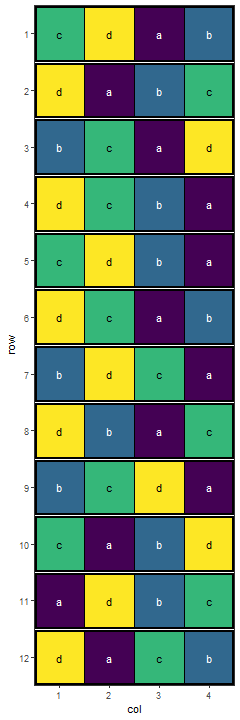 1 c d a b
2 d a b c
3 b c a d
4 d c b a
5 c d b a
6 d c a b
row
7 b d c a
8 d b a c
9 b c d a
10 c a b d
11 a d b c
12 d a c b
1 2 3 4
col